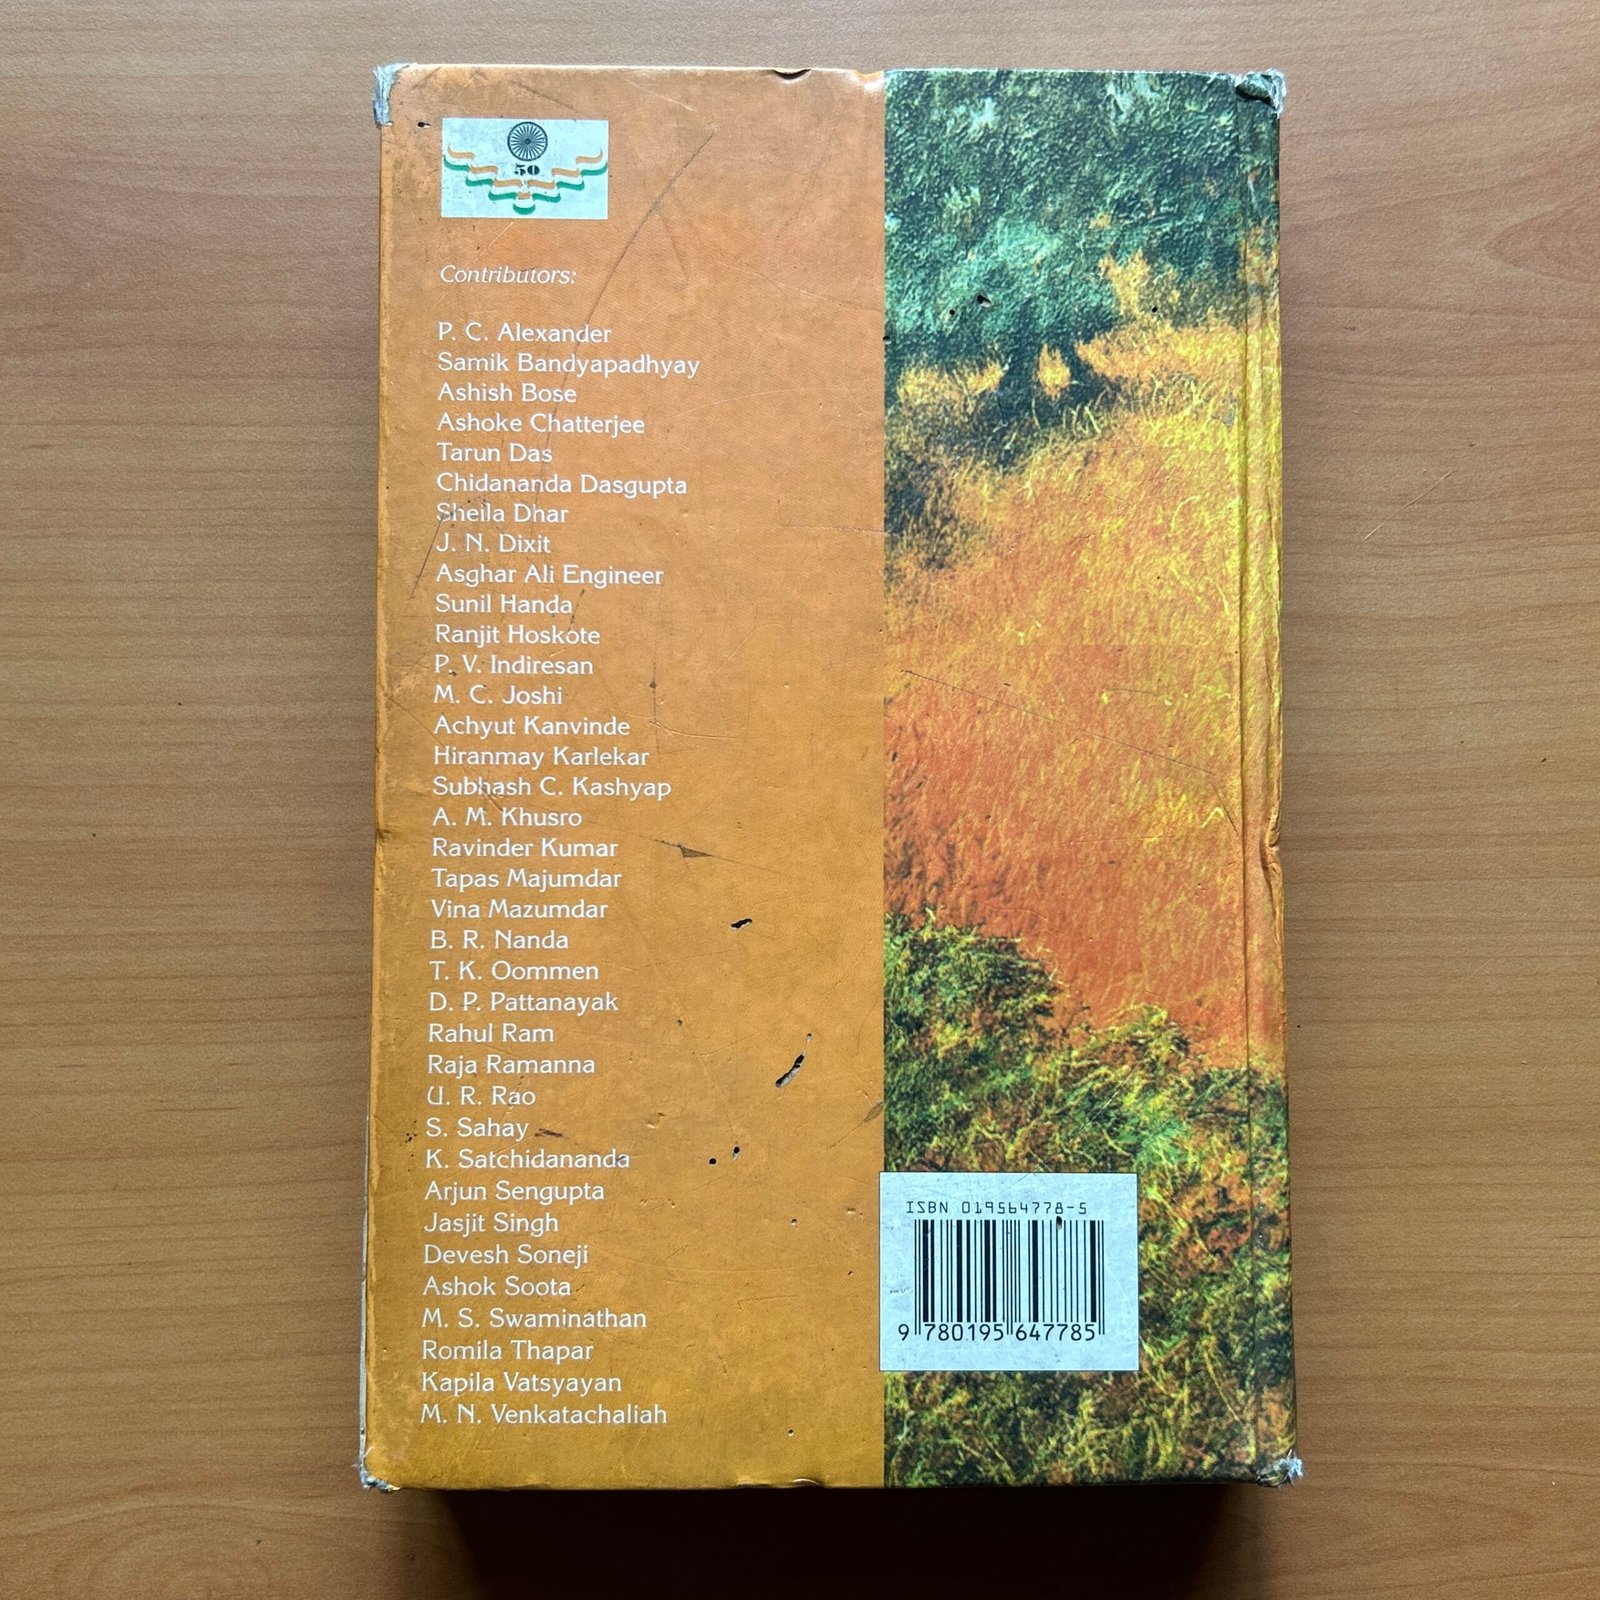 50
Contributors:
P. C. Alexander
Samik Bandyapadhyay
Ashish Bose
Ashoke Chatterjee
Tarun Das
Chidananda Dasgupta
Sheila Dhar
J. N. Dixit
Asghar Ali Engineer
Sunil Handa
Ranjit Hoskote
P. V. Indiresan
M. C. Joshi
Achyut Kanvinde
Hiranmay Karlekar
Subhash C. Kashyap
A. M. Khusro
Ravinder Kumar
Tapas Majumdar
Vina Mazumdar
B. R. Nanda
T. K. Oommen
D. P. Pattanayak
Rahul Ram
Raja Ramanna
U. R. Rao
S. Sahay
K. Satchidananda
Arjun Sengupta
Jasjit Singh
Devesh Soneji
Ashok Soota
M. S. Swaminathan
Romila Thapar
Kapila Vatsyayan
M. N. Venkatachaliah
ISBN 019564778-5
9 780195 647785